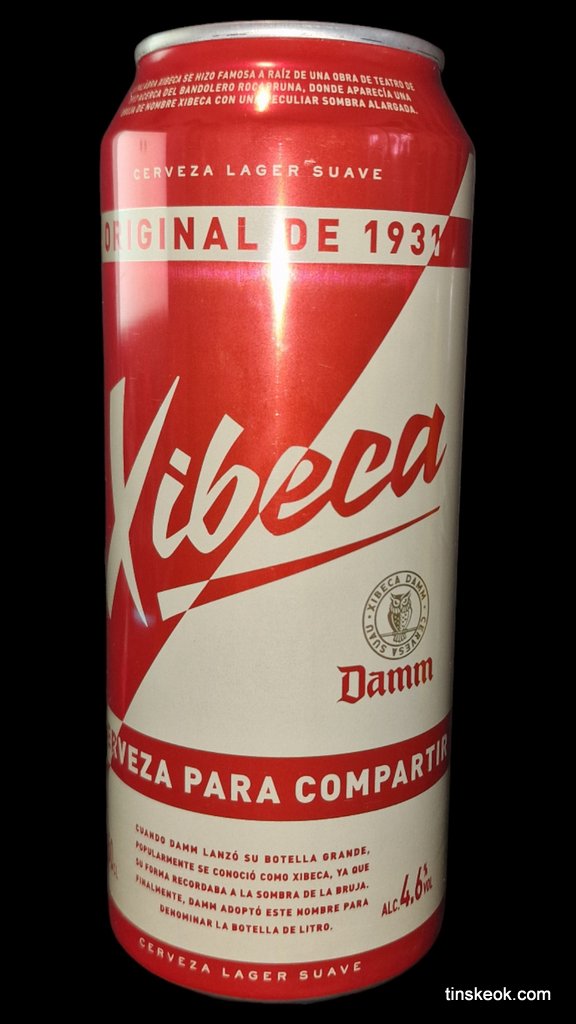 PALABRA XIBECA SE HIZO FAMOSA A RAÍZ DE UNA OBRA DE TEATRO DE
ACERCA DEL BANDOLERO ROCABRUNA, DONDE APARECÍA UNA
BRUJA DE NOMBRE XIBECA CON UNA PECULIAR SOMBRA ALARGADA.
CERVEZA LAGER SUAVE
ORIGINAL DE 1931
Xibeca
XIBECA DAMM · CERVESA SUAU ·
Damm
CERVEZA PARA COMPARTIR
CUANDO DAMM LANZÓ SU BOTELLA GRANDE,
POPULARMENTE SE CONOCIÓ COMO XIBECA, YA QUE
SU FORMA RECORDABA A LA SOMBRA DE LA BRUJA.
FINALMENTE, DAMM ADOPTÓ ESTE NOMBRE PARA
DENOMINAR LA BOTELLA DE LITRO.
ALC. 4,6% VOL
CERVEZA LAGER SUAVE
tinskeok.com